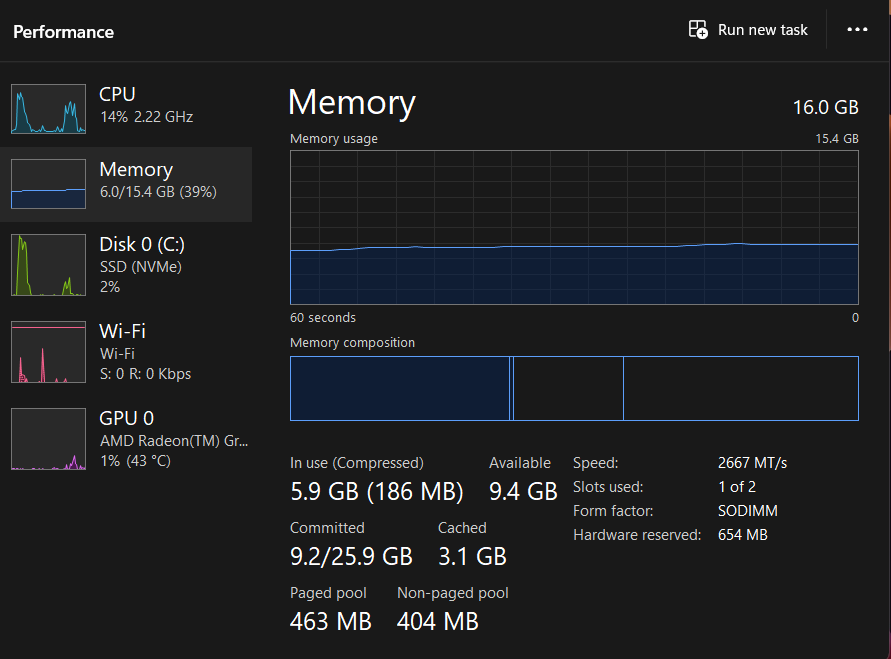 Performance
Run new task
CPU
14% 2.22 GHz
Memory
6.0/15.4 GB (39%)
Disk 0 (C:)
SSD (NVMe)
2%
Wi-Fi
Wi-Fi
S: 0 R: 0 Kbps
GPU 0
AMD Radeon(TM) Gr...
1% (43 °C)
Memory 16.0 GB
Memory usage 15.4 GB
60 seconds 0
Memory composition
In use (Compressed) Available
5.9 GB (186 MB) 9.4 GB
Committed Cached
9.2/25.9 GB 3.1 GB
Paged pool Non-paged pool
463 MB 404 MB
Speed: 2667 MT/s
Slots used: 1 of 2
Form factor: SODIMM
Hardware reserved: 654 MB